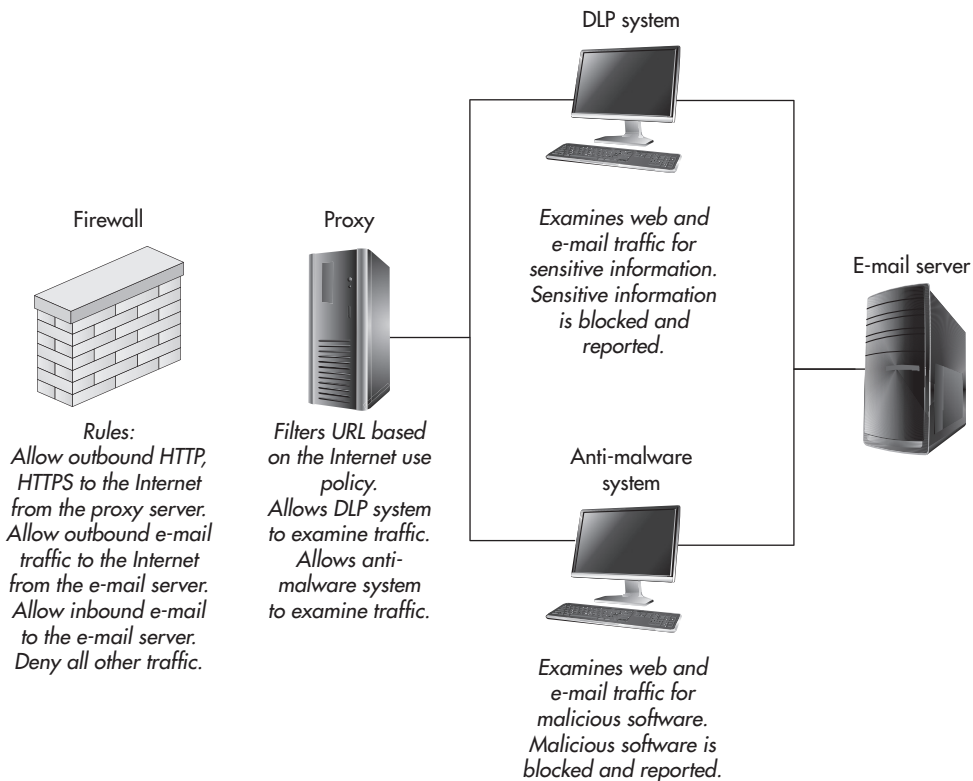 DLP system
Examines web and
e-mail traffic for
sensitive information.
Sensitive information
is blocked and
reported.
Firewall
Rules:
Allow outbound HTTP,
HTTPS to the Internet
from the proxy server.
Allow outbound e-mail
traffic to the Internet
from the e-mail server.
Allow inbound e-mail
to the e-mail server.
Deny all other traffic.
Proxy
Filters URL based
on the Internet use
policy.
Allows DLP system
to examine traffic.
Allows anti-
malware system
to examine traffic.
E-mail server
Anti-malware
system
Examines web and
e-mail traffic for
malicious software.
Malicious software is
blocked and reported.